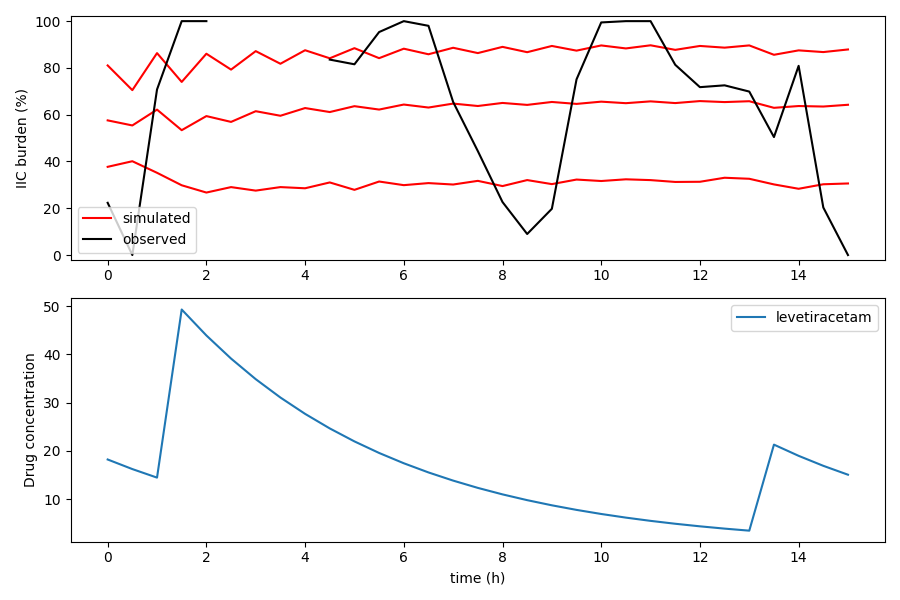 100
80
60
40
20
0
IIC burden (%)
simulated
observed
0 2 4 6 8 10 12 14
50
40
30
20
10
Drug concentration
levetiracetam
0 2 4 6 8 10 12 14
time (h)